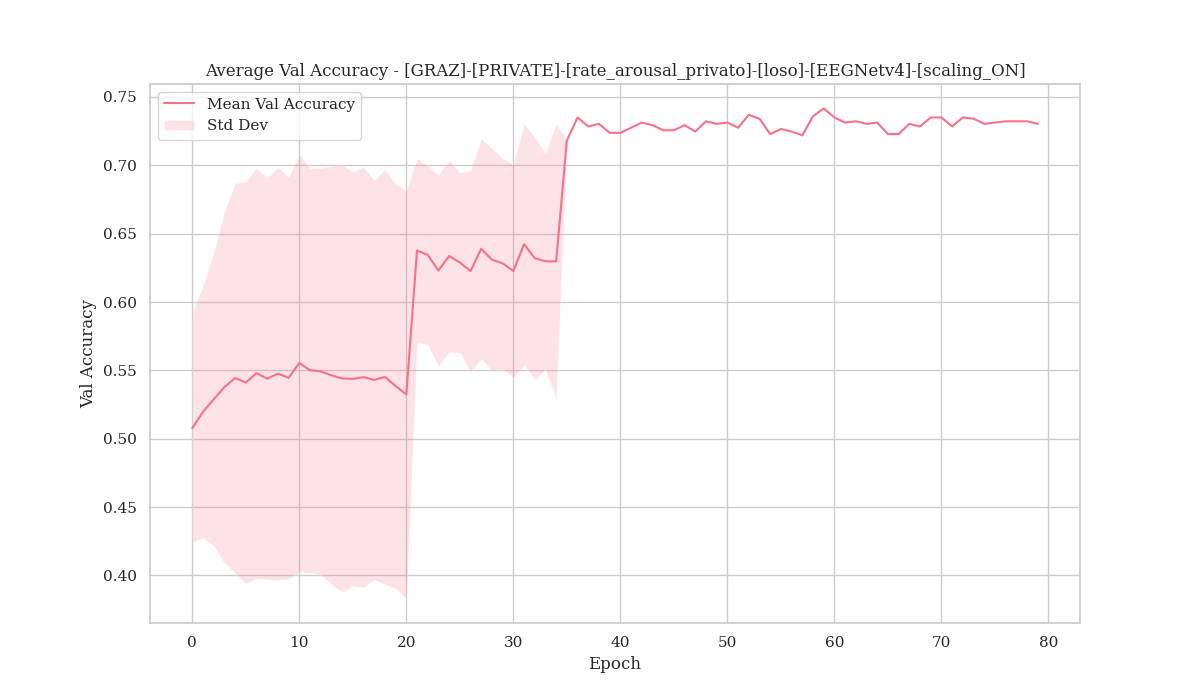 Average Val Accuracy - [GRAZ]-[PRIVATE]-[rate_arousal_privato]-[loso]-[EEGNetv4]-[scaling_ON]
Mean Val Accuracy
Std Dev
Val Accuracy
0.75
0.70
0.65
0.60
0.55
0.50
0.45
0.40
0 10 20 30 40 50 60 70 80
Epoch